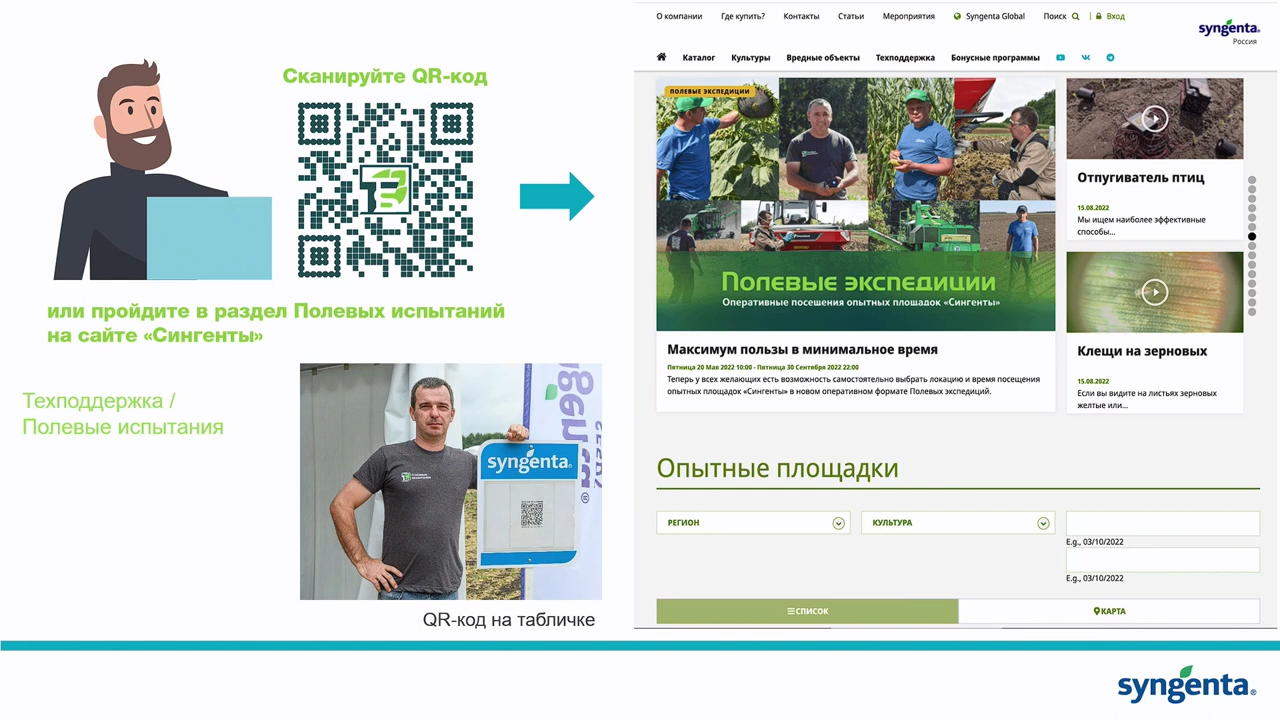 Сканируйте QR-код
или пройдите в раздел Полевых испытаний
на сайте «Сингенты»
Техподдержка /
Полевые испытания
syngenta
QR-код на табличке
О компании Где купить? Контакты Статьи Мероприятия Syngenta Global Поиск Вход
syngenta.
Россия
Каталог Культуры Вредные объекты Техподдержка Бонусные программы
ПОЛЕВЫЕ ЭКСПЕДИЦИИ
Полевые экспедиции
Оперативные посещения опытных площадок «Сингенты»
Максимум пользы в минимальное время
Пятница 20 Мая 2022 10:00 - Пятница 30 Сентября 2022 22:00
Теперь у всех желающих есть возможность самостоятельно выбрать локацию и время посещения
опытных площадок «Сингенты» в новом оперативном формате Полевых экспедиций.
Отпугиватель птиц
15.08.2022
Мы ищем наиболее эффективные
способы...
Клещи на зерновых
15.08.2022
Если вы видите на листьях зерновых
желтые или...
Опытные площадки
РЕГИОН
КУЛЬТУРА
E.g., 03/10/2022
E.g., 03/10/2022
СПИСОК
КАРТА
syngenta®